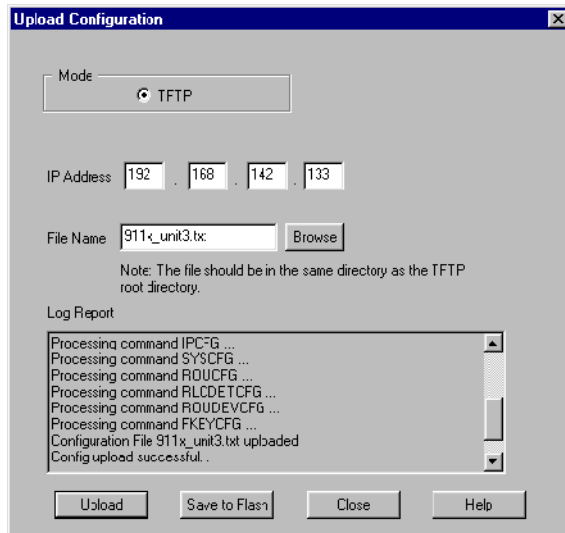 Upload Configuration
Mode
TFTP
IP Address 192 . 168 . 142 . 133
File Name 911x_unit3.txt Browse
Note: The file should be in the same directory as the TFTP
root directory.
Log Report
Processing command IPCFG ...
Processing command SYSCFG ...
Processing command ROUCFG ...
Processing command RLCDETCFG ...
Processing command ROUDEVCFG ...
Processing command FKEYCFG ...
Configuration File 911x_unit3.txt uploaded
Config upload successful. .
Upload Save to Flash Close Help